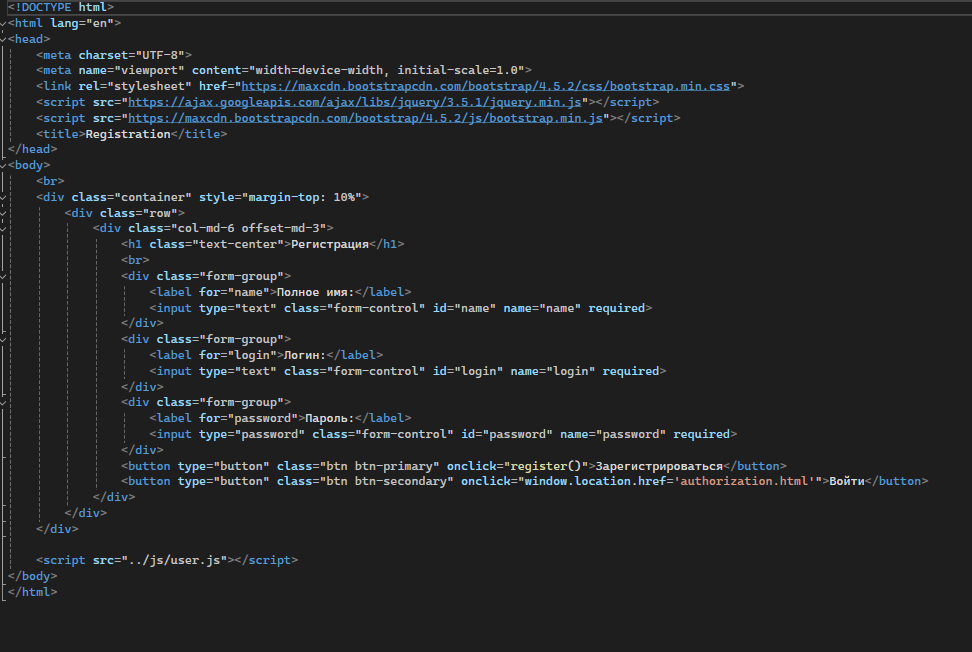 <!DOCTYPE html>
<html lang="en">
<head>
    <meta charset="UTF-8">
    <meta name="viewport" content="width=device-width, initial-scale=1.0">
    <link rel="stylesheet" href="https://maxcdn.bootstrapcdn.com/bootstrap/4.5.2/css/bootstrap.min.css">
    <script src="https://ajax.googleapis.com/ajax/libs/jquery/3.5.1/jquery.min.js"></script>
    <script src="https://maxcdn.bootstrapcdn.com/bootstrap/4.5.2/js/bootstrap.min.js"></script>
    <title>Registration</title>
</head>
<body>
    <br>
    <div class="container" style="margin-top: 10%">
        <div class="row">
            <div class="col-md-6 offset-md-3">
                <h1 class="text-center">Регистрация</h1>
                <br>
                <div class="form-group">
                    <label for="name">Полное имя:</label>
                    <input type="text" class="form-control" id="name" name="name" required>
                </div>
                <div class="form-group">
                    <label for="login">Логин:</label>
                    <input type="text" class="form-control" id="login" name="login" required>
                </div>
                <div class="form-group">
                    <label for="password">Пароль:</label>
                    <input type="password" class="form-control" id="password" name="password" required>
                </div>
                <button type="button" class="btn btn-primary" onclick="register()">Зарегистрироваться</button>
                <button type="button" class="btn btn-secondary" onclick="window.location.href='authorization.html'">Войти</button>
            </div>
        </div>
    </div>

    <script src="../js/user.js"></script>
</body>
</html>